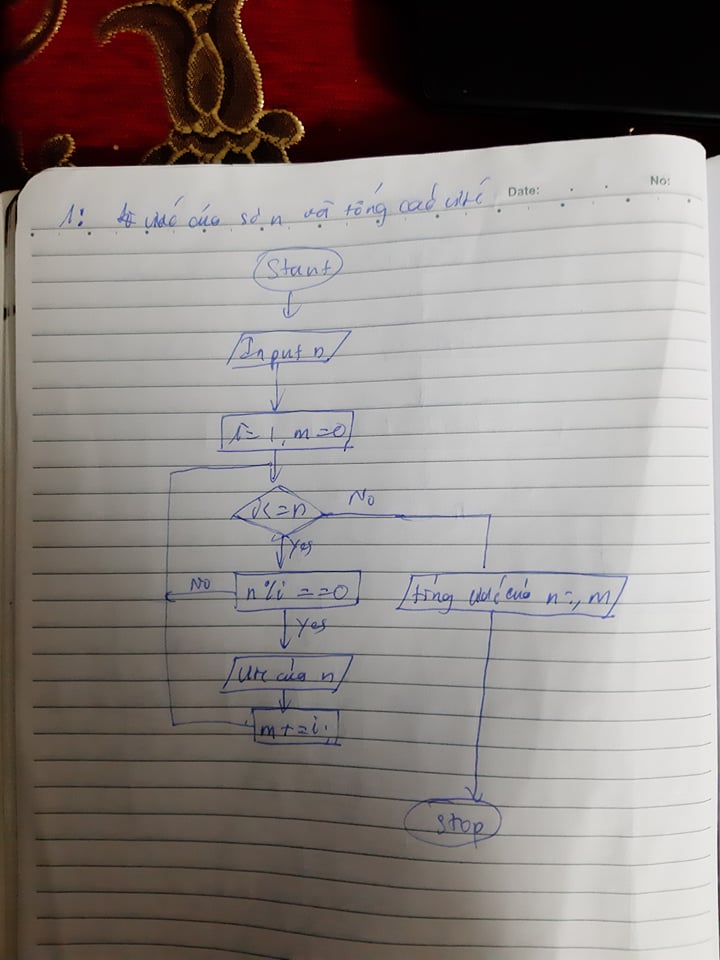 Date: No:
1: ước của số n và tổng các ước
Start
Input n
i=1, m=0
i<=n No
Yes
No n%i==0 tổng ước của n=, m
Yes
ước của n
m+=i
stop